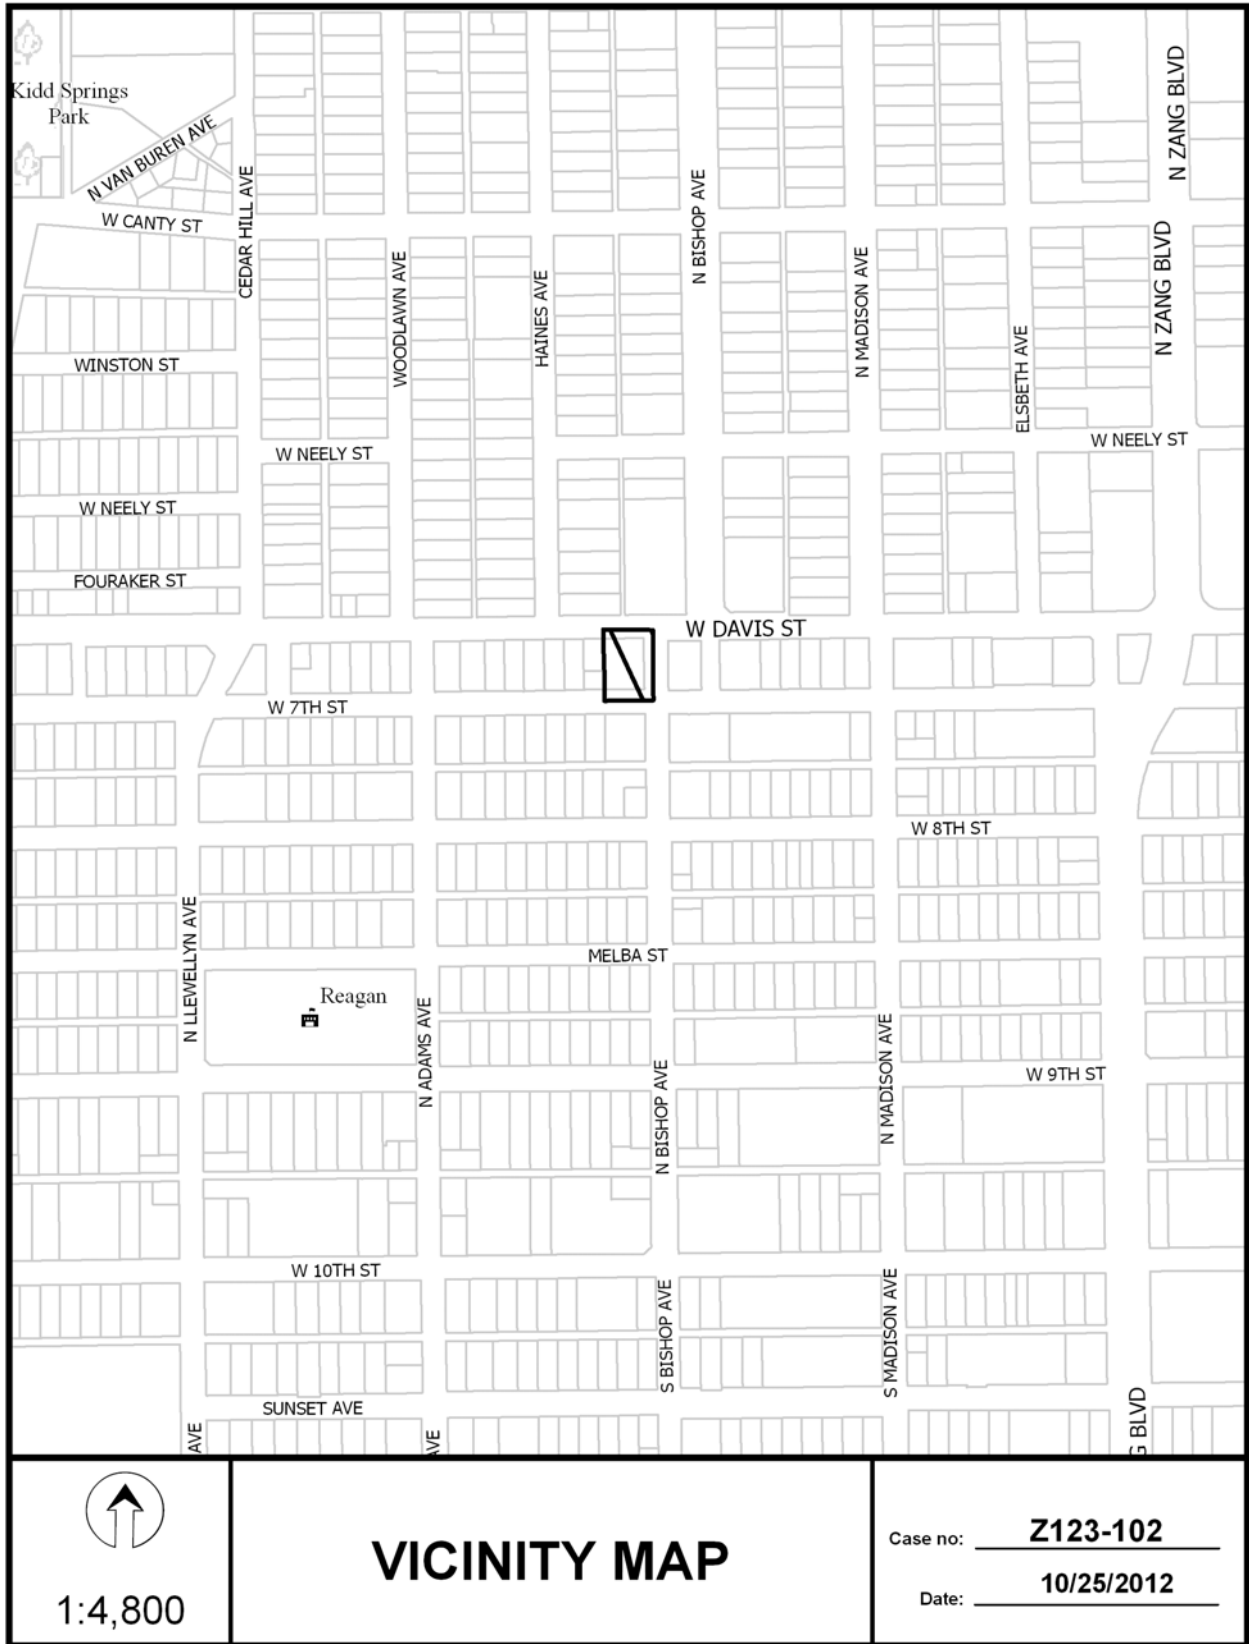 Kidd Springs
Park
N VAN BUREN AVE
W CANTY ST
CEDAR HILL AVE
WOODLAWN AVE
HAINES AVE
N BISHOP AVE
N MADISON AVE
ELSBETH AVE
N ZANG BLVD
N ZANG BLVD
WINSTON ST
W NEELY ST
W NEELY ST
W NEELY ST
FOURAKER ST
W DAVIS ST
W 7TH ST
W 8TH ST
N LLEWELLYN AVE
MELBA ST
Reagan
N ADAMS AVE
N BISHOP AVE
N MADISON AVE
W 9TH ST
W 10TH ST
S BISHOP AVE
S MADISON AVE
SUNSET AVE
AVE
AVE
G BLVD
1:4,800
VICINITY MAP
Case no: Z123-102
Date: 10/25/2012